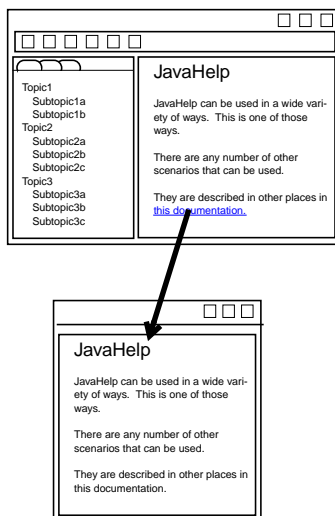 Topic1
Subtopic1a
Subtopic1b
Topic2
Subtopic2a
Subtopic2b
Subtopic2c
Topic3
Subtopic3a
Subtopic3b
Subtopic3c
JavaHelp
JavaHelp can be used in a wide vari-
ety of ways.  This is one of those
ways.
There are any number of other
scenarios that can be used.
They are described in other places in
this documentation.
JavaHelp
JavaHelp can be used in a wide vari-
ety of ways.  This is one of those
ways.
There are any number of other
scenarios that can be used.
They are described in other places in
this documentation.